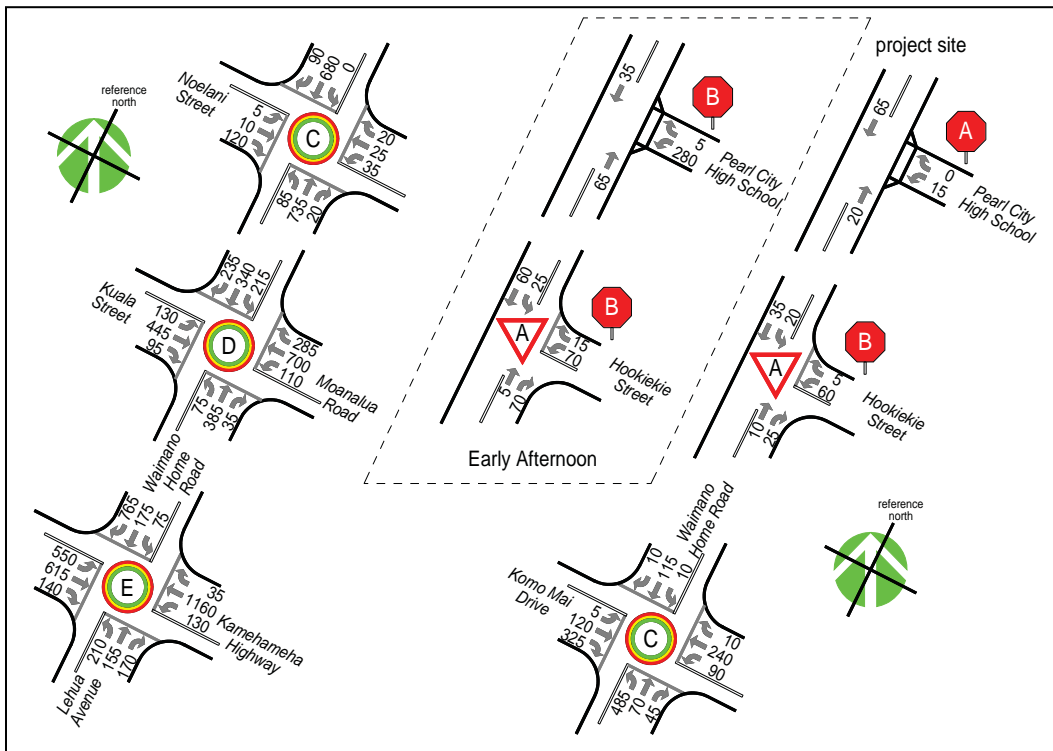 reference
north
Noelani
Street
90
680
0
5
10
120
C
20
25
35
85
735
20
Kuala
Street
235
340
215
130
445
95
D
285
700
110
Moanalua
Road
75
385
35
Waimano
Home
Road
765
175
75
550
615
140
E
35
1160
130
Kamehameha
Highway
210
155
170
Lehua
Avenue
35
B
5
280
65
Pearl City
High School
60
25
A
B
15
70
5
70
Hookiekie
Street
Early Afternoon
project site
65
A
0
15
20
Pearl City
High School
35
20
A
B
5
60
10
25
Hookiekie
Street
Waimano
Home Road
10
115
10
Komo Mai
Drive
5
120
325
C
10
240
90
485
70
45
reference
north